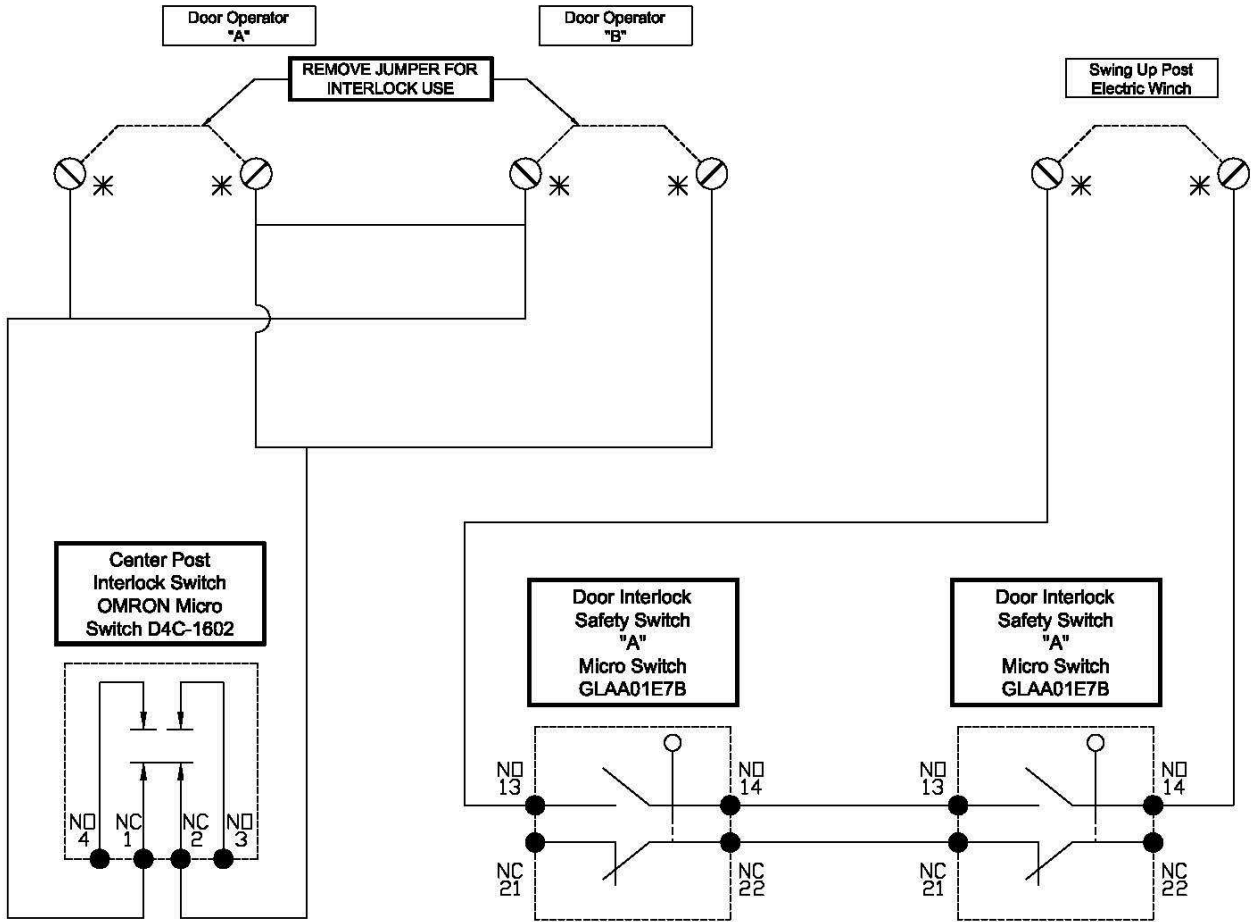 Door Operator
"A"
Door Operator
"B"
REMOVE JUMPER FOR
INTERLOCK USE
Swing Up Post
Electric Winch
Center Post
Interlock Switch
OMRON Micro
Switch D4C-1602
Door Interlock
Safety Switch
"A"
Micro Switch
GLAA01E7B
Door Interlock
Safety Switch
"A"
Micro Switch
GLAA01E7B
NO
4
NC
1
NC
2
NO
3
NO
13
NO
14
NO
13
NO
14
NC
21
NC
22
NC
21
NC
22